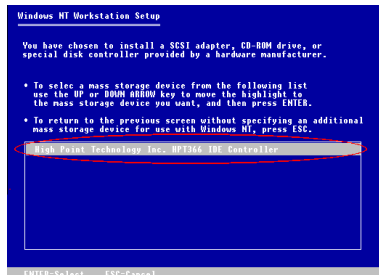 Windows NT Workstation Setup
You have chosen to install a SCSI adapter, CD-ROM drive, or
special disk controller provided by a hardware manufacturer.
• To selec a mass storage device from the following list
use the UP or DOWN ARROW key to move the highlight to
the mass storage device you want, and then press ENTER.
• To return to the previous screen without specifying an additional
mass storage device for use with Windows NT, press ESC.
High Point Technology Inc. HPT366 IDE Controller
ENTER=Select ESC=Cancel